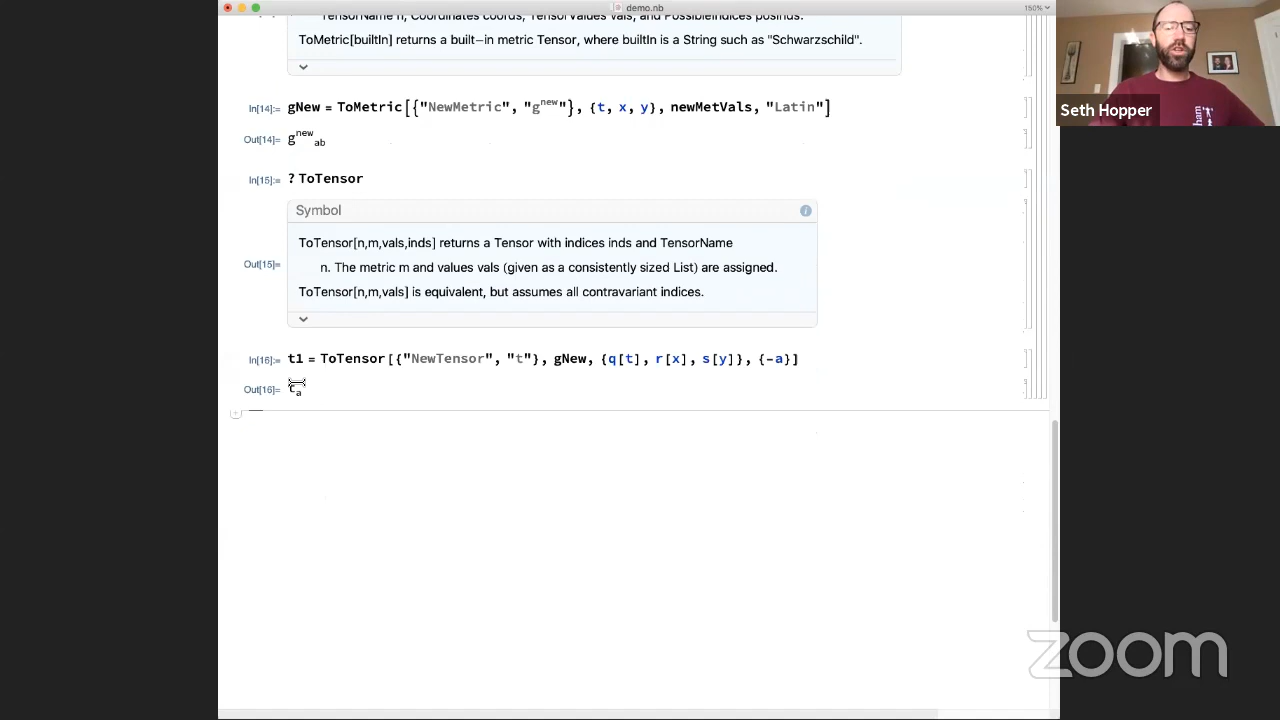 demo.nb
150%
TensorName n, Coordinates coords, TensorValues vals, and PossibleIndices posInds.
ToMetric[builtIn] returns a built-in metric Tensor, where builtIn is a String such as "Schwarzschild".
In[14]:= gNew = ToMetric[{"NewMetric", "g^new"}, {t, x, y}, newMetVals, "Latin"]
Out[14]= g^new_ab
In[15]:= ? ToTensor
Symbol
ToTensor[n,m,vals,inds] returns a Tensor with indices inds and TensorName
Out[15]=
n. The metric m and values vals (given as a consistently sized List) are assigned.
ToTensor[n,m,vals] is equivalent, but assumes all contravariant indices.
In[16]:= t1 = ToTensor[{"NewTensor", "t"}, gNew, {q[t], r[x], s[y]}, {-a}]
Out[16]= t_a
Seth Hopper
zoom